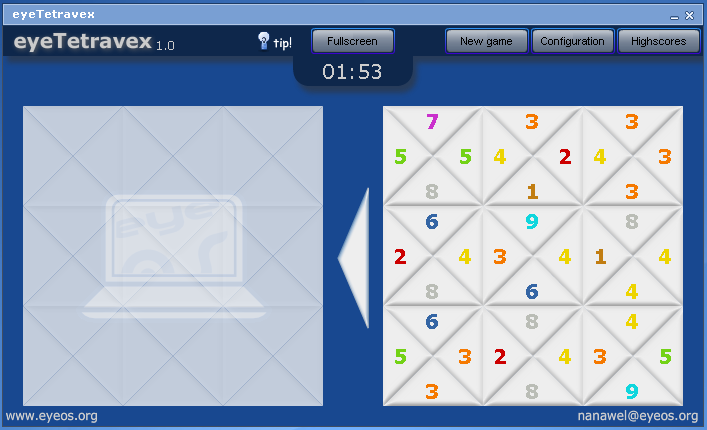 eyeTetravex
eyeTetravex 1.0 tip! Fullscreen New game Configuration Highscores
01:53
7 3 3
5 5 4 2 4 3
8 1 3
6 9 8
2 4 3 4 1 4
8 6 4
6 8 4
5 3 2 4 3 5
3 8 9
www.eyeos.org nanawel@eyeos.org